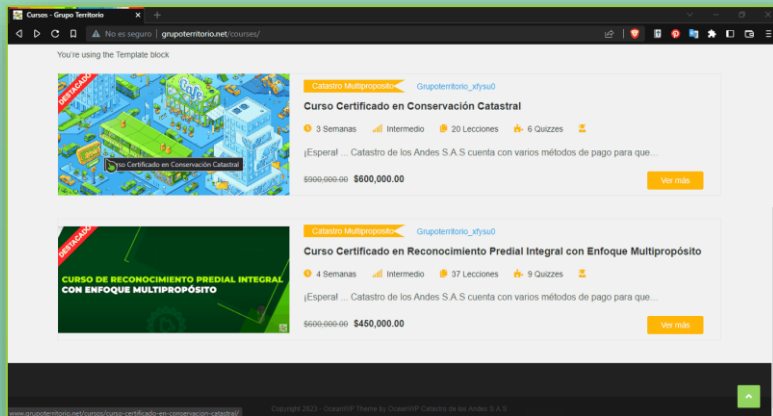 Cursos - Grupo Territorio
No es seguro | grupoterritorio.net/courses/
You're using the Template block
DESTACADO
Cafe
Curso Certificado en Conservación Catastral
Catastro Multiproposito
Grupoterritorio_xfysu0
Curso Certificado en Conservación Catastral
3 Semanas Intermedio 20 Lecciones 6 Quizzes
¡Espera! ... Catastro de los Andes S.A.S cuenta con varios métodos de pago para que...
$900,000.00 $600,000.00
Ver más
DESTACADO
CURSO DE RECONOCIMIENTO PREDIAL INTEGRAL
CON ENFOQUE MULTIPROPÓSITO
Catastro Multiproposito
Grupoterritorio_xfysu0
Curso Certificado en Reconocimiento Predial Integral con Enfoque Multipropósito
4 Semanas Intermedio 37 Lecciones 9 Quizzes
¡Espera! ... Catastro de los Andes S.A.S cuenta con varios métodos de pago para que...
$600,000.00 $450,000.00
Ver más
Copyright 2023 - OceanWP Theme by OceanWP Catastro de los Andes S.A.S
www.grupoterritorio.net/cursos/curso-certificado-en-conservacion-catastral/